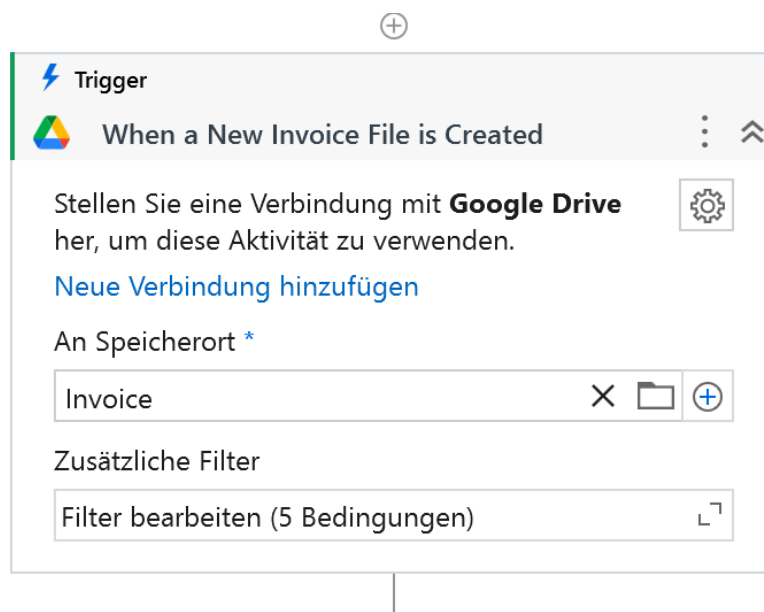 Trigger
When a New Invoice File is Created
Stellen Sie eine Verbindung mit Google Drive
her, um diese Aktivität zu verwenden.
Neue Verbindung hinzufügen
An Speicherort *
Invoice
Zusätzliche Filter
Filter bearbeiten (5 Bedingungen)